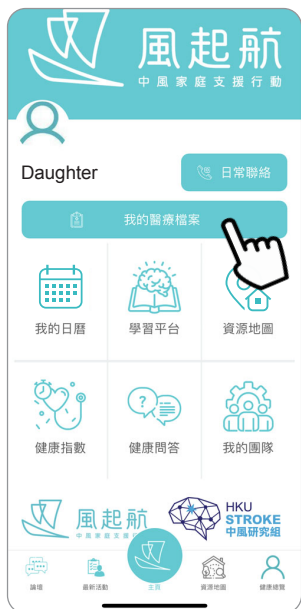 風起航
中風家庭支援行動
Daughter
日常聯絡
我的醫療檔案
我的日曆
學習平台
資源地圖
健康指數
健康問答
我的團隊
風起航
中風家庭支援行動
HKU
STROKE
中風研究組
論壇
最新活動
主頁
資源地圖
健康總覽